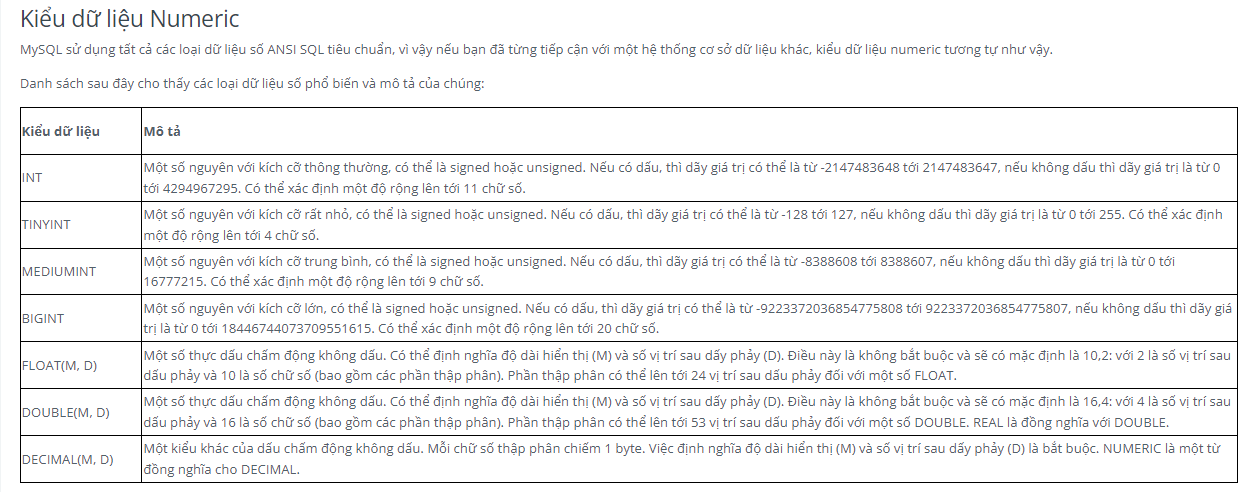 Kiểu dữ liệu Numeric
MySQL sử dụng tất cả các loại dữ liệu số ANSI SQL tiêu chuẩn, vì vậy nếu bạn đã từng tiếp cận với một hệ thống cơ sở dữ liệu khác, kiểu dữ liệu numeric tương tự như vậy.
Danh sách sau đây cho thấy các loại dữ liệu số phổ biến và mô tả của chúng:
Kiểu dữ liệu Mô tả
INT
Một số nguyên với kích cỡ thông thường, có thể là signed hoặc unsigned. Nếu có dấu, thì dãy giá trị có thể là từ -2147483648 tới 2147483647, nếu không dấu thì dãy giá trị là từ 0
tới 4294967295. Có thể xác định một độ rộng lên tới 11 chữ số.
TINYINT
Một số nguyên với kích cỡ rất nhỏ, có thể là signed hoặc unsigned. Nếu có dấu, thì dãy giá trị có thể là từ -128 tới 127, nếu không dấu thì dãy giá trị là từ 0 tới 255. Có thể xác định
một độ rộng lên tới 4 chữ số.
MEDIUMINT
Một số nguyên với kích cỡ trung bình, có thể là signed hoặc unsigned. Nếu có dấu, thì dãy giá trị có thể là từ -8388608 tới 8388607, nếu không dấu thì dãy giá trị là từ 0 tới
16777215. Có thể xác định một độ rộng lên tới 9 chữ số.
BIGINT
Một số nguyên với kích cỡ lớn, có thể là signed hoặc unsigned. Nếu có dấu, thì dãy giá trị có thể là từ -9223372036854775808 tới 9223372036854775807, nếu không dấu thì dãy giá
trị là từ 0 tới 18446744073709551615. Có thể xác định một độ rộng lên tới 20 chữ số.
FLOAT(M, D)
Một số thực dấu chấm động không dấu. Có thể định nghĩa độ dài hiển thị (M) và số vị trí sau dấy phảy (D). Điều này là không bắt buộc và sẽ có mặc định là 10,2: với 2 là số vị trí sau
dấu phảy và 10 là số chữ số (bao gồm các phần thập phân). Phần thập phân có thể lên tới 24 vị trí sau dấu phảy đối với một số FLOAT.
DOUBLE(M, D)
Một số thực dấu chấm động không dấu. Có thể định nghĩa độ dài hiển thị (M) và số vị trí sau dấy phảy (D). Điều này là không bắt buộc và sẽ có mặc định là 16,4: với 4 là số vị trí sau
dấu phảy và 16 là số chữ số (bao gồm các phần thập phân). Phần thập phân có thể lên tới 53 vị trí sau dấu phảy đối với một số DOUBLE. REAL là đồng nghĩa với DOUBLE.
DECIMAL(M, D)
Một kiểu khác của dấu chấm động không dấu. Mỗi chữ số thập phân chiếm 1 byte. Việc định nghĩa độ dài hiển thị (M) và số vị trí sau dấy phảy (D) là bắt buộc. NUMERIC là một từ
đồng nghĩa cho DECIMAL.